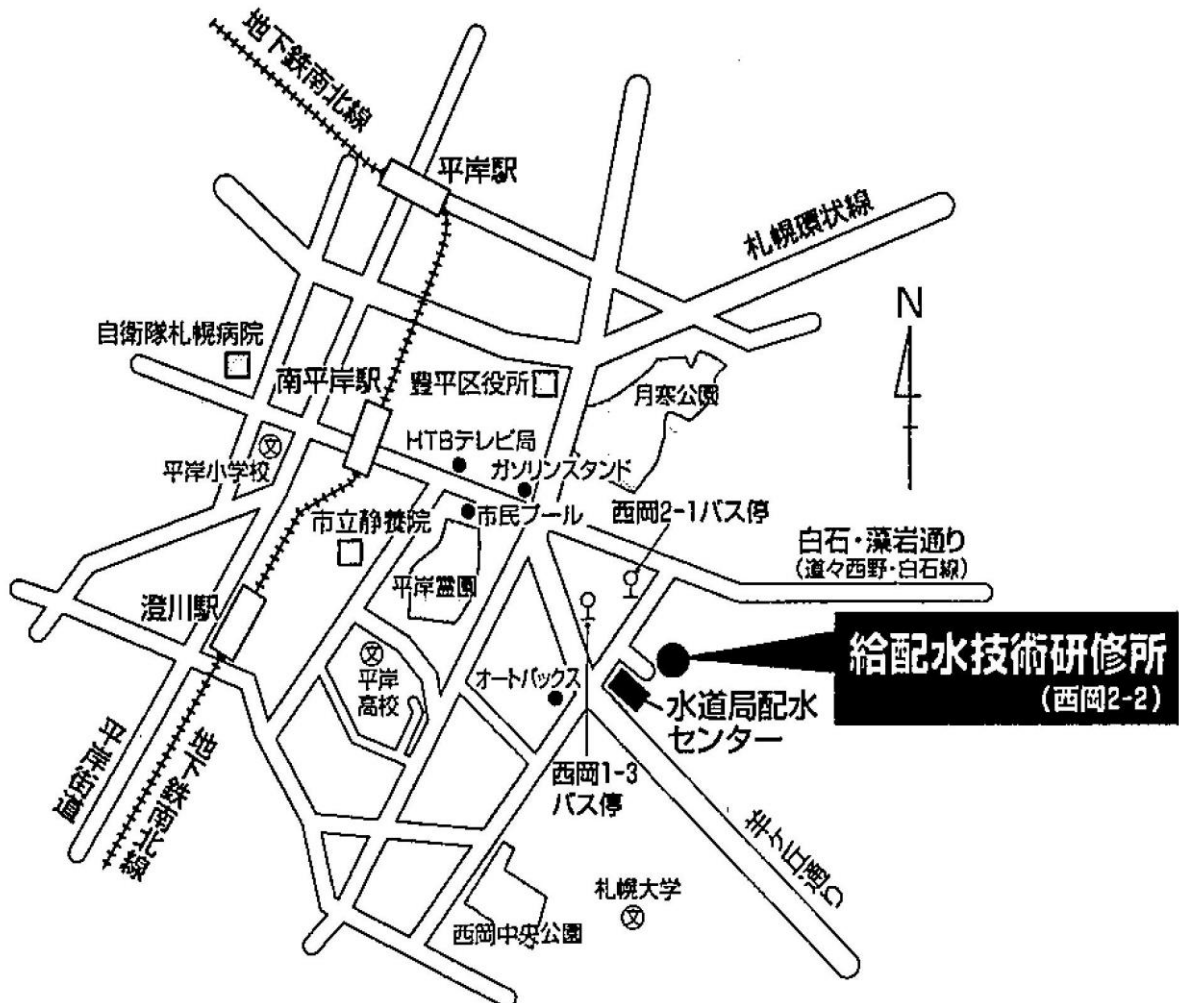 地下鉄南北線
平岸駅
札幌環状線
N
自衛隊札幌病院
南平岸駅
豊平区役所
月寒公園
HTBテレビ局
ガソリンスタンド
平岸小学校
文
市民プール
西岡2-1バス停
市立静養院
白石・藻岩通り
(道々西野・白石線)
平岸霊園
澄川駅
給配水技術研修所
(西岡2-2)
文
平岸
高校
オートバックス
水道局配水
センター
平岸街道
地下鉄南北線
西岡1-3
バス停
羊ヶ丘通り
札幌大学
文
西岡中央公園